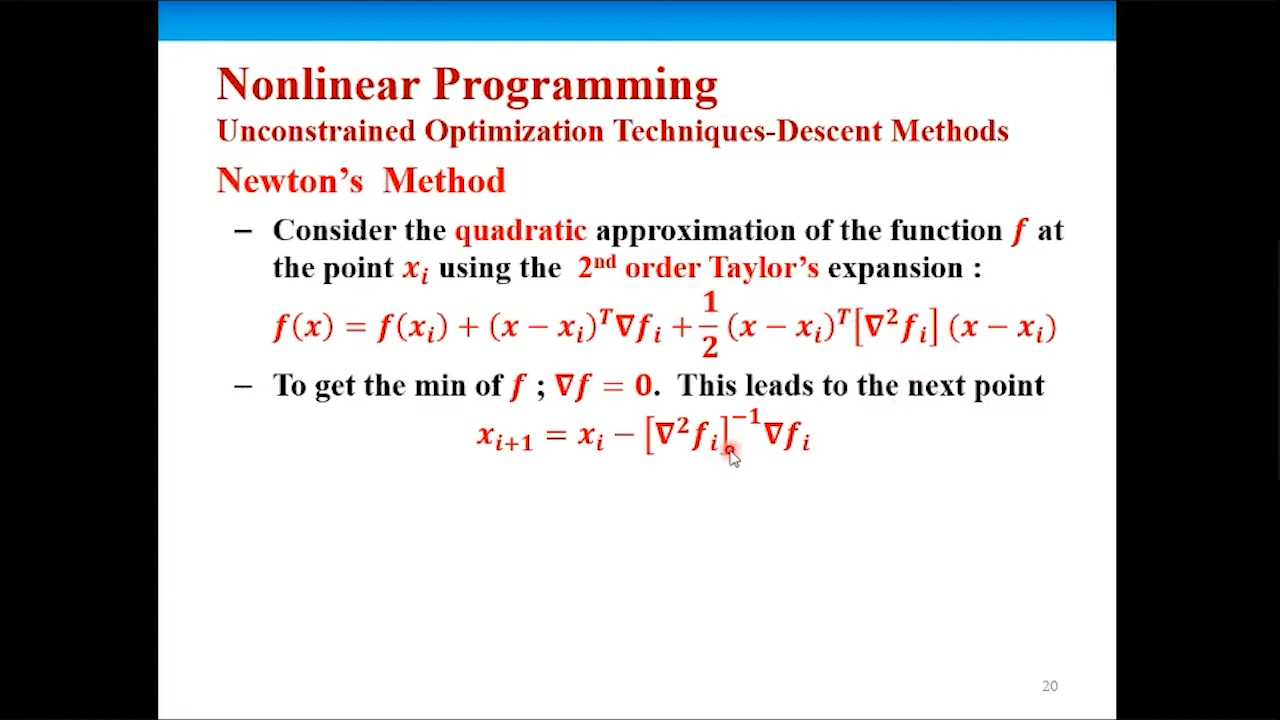 Nonlinear Programming
Unconstrained Optimization Techniques-Descent Methods
Newton’s Method
– Consider the quadratic approximation of the function f at
the point xᵢ using the 2ⁿᵈ order Taylor’s expansion :
f(x) = f(xᵢ) + (x − xᵢ)ᵀ∇fᵢ + 1/2 (x − xᵢ)ᵀ[∇²fᵢ] (x − xᵢ)
– To get the min of f ; ∇f = 0. This leads to the next point
xᵢ₊₁ = xᵢ − [∇²fᵢ]⁻¹∇fᵢ
20